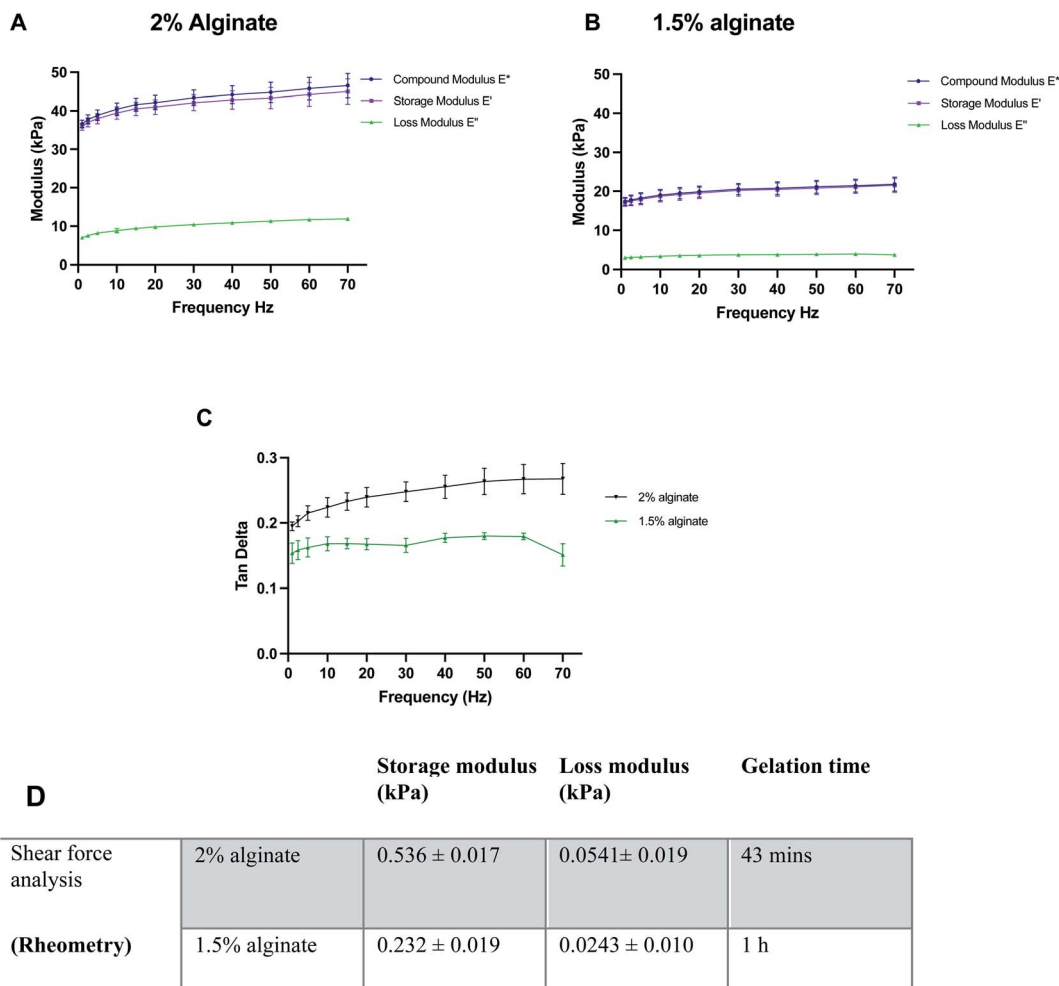 A
2% Alginate
50
40
30
20
10
0
Modulus (kPa)
0 10 20 30 40 50 60 70
Frequency Hz
Compound Modulus E*
Storage Modulus E'
Loss Modulus E"
B
1.5% alginate
50
40
30
20
10
0
Modulus (kPa)
0 10 20 30 40 50 60 70
Frequency Hz
Compound Modulus E*
Storage Modulus E'
Loss Modulus E"
C
0.3
0.2
0.1
0.0
Tan Delta
0 10 20 30 40 50 60 70
Frequency (Hz)
2% alginate
1.5% alginate
D
Storage modulus
(kPa)
Loss modulus
(kPa)
Gelation time
Shear force
analysis
2% alginate
0.536 ± 0.017
0.0541± 0.019
43 mins
(Rheometry)
1.5% alginate
0.232 ± 0.019
0.0243 ± 0.010
1 h